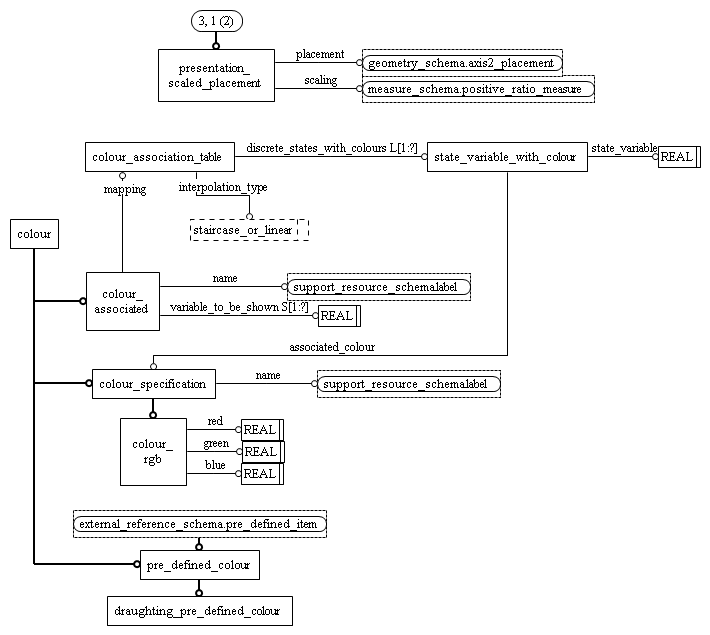 3, 1 (2)
presentation_
scaled_placement
placement
geometry_schema.axis2_placement
scaling
measure_schema.positive_ratio_measure
colour_association_table
discrete_states_with_colours L[1:?]
state_variable_with_colour
state_variable
REAL
mapping
interpolation_type
staircase_or_linear
colour
colour_
associated
name
support_resource_schemalabel
variable_to_be_shown S[1:?]
REAL
associated_colour
colour_specification
name
support_resource_schemalabel
colour_
rgb
red
REAL
green
REAL
blue
REAL
external_reference_schema.pre_defined_item
pre_defined_colour
draughting_pre_defined_colour